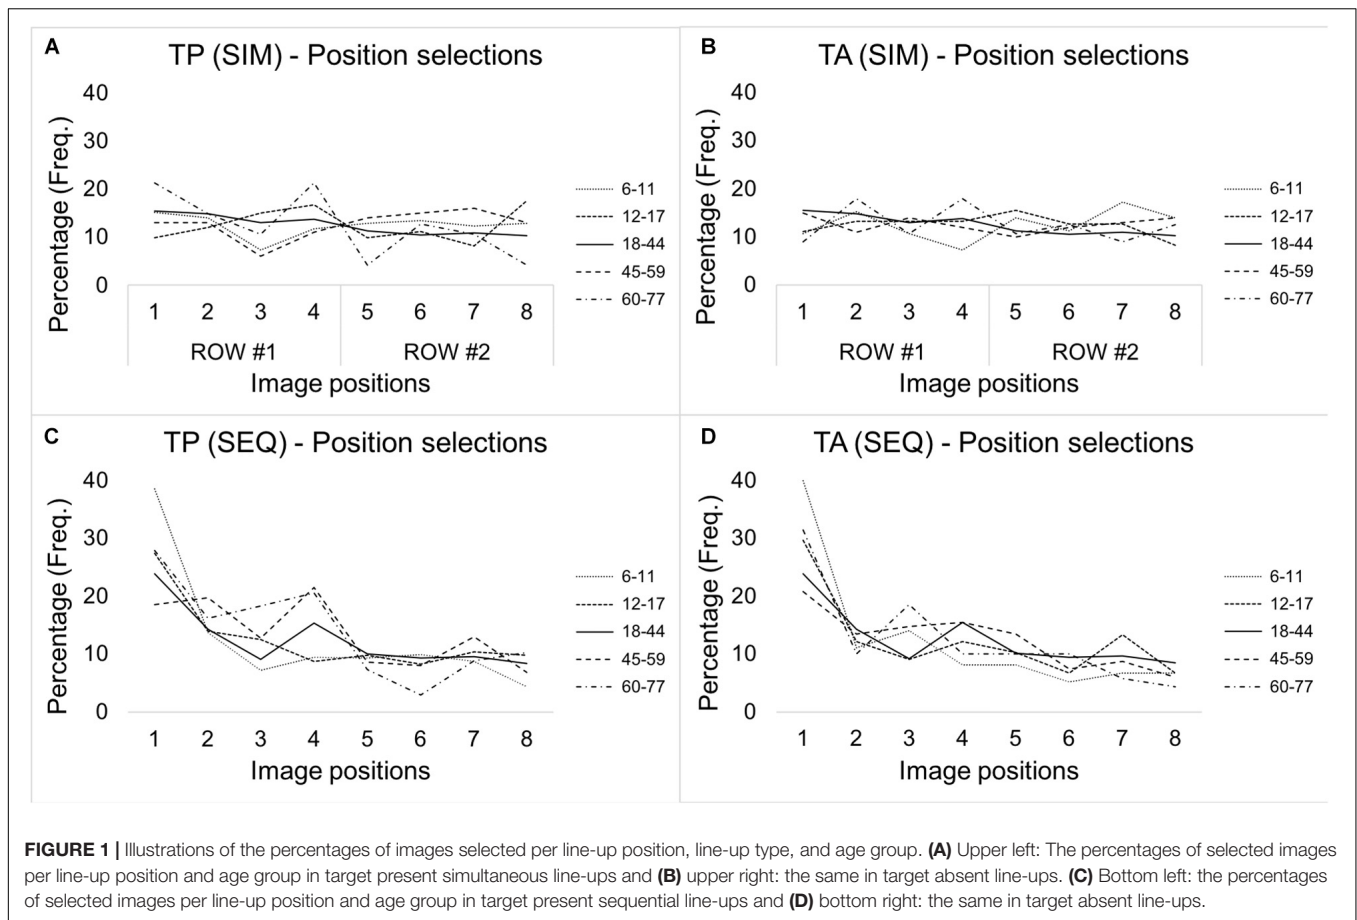 A
TP (SIM) - Position selections
Percentage (Freq.)
40
30
20
10
0
1 2 3 4 5 6 7 8
ROW #1 ROW #2
Image positions
6-11
12-17
18-44
45-59
60-77
B
TA (SIM) - Position selections
Percentage (Freq.)
40
30
20
10
0
1 2 3 4 5 6 7 8
ROW #1 ROW #2
Image positions
6-11
12-17
18-44
45-59
60-77
C
TP (SEQ) - Position selections
Percentage (Freq.)
40
30
20
10
0
1 2 3 4 5 6 7 8
Image positions
6-11
12-17
18-44
45-59
60-77
D
TA (SEQ) - Position selections
Percentage (Freq.)
40
30
20
10
0
1 2 3 4 5 6 7 8
Image positions
6-11
12-17
18-44
45-59
60-77
FIGURE 1 | Illustrations of the percentages of images selected per line-up position, line-up type, and age group. (A) Upper left: The percentages of selected images
per line-up position and age group in target present simultaneous line-ups and (B) upper right: the same in target absent line-ups. (C) Bottom left: the percentages
of selected images per line-up position and age group in target present sequential line-ups and (D) bottom right: the same in target absent line-ups.